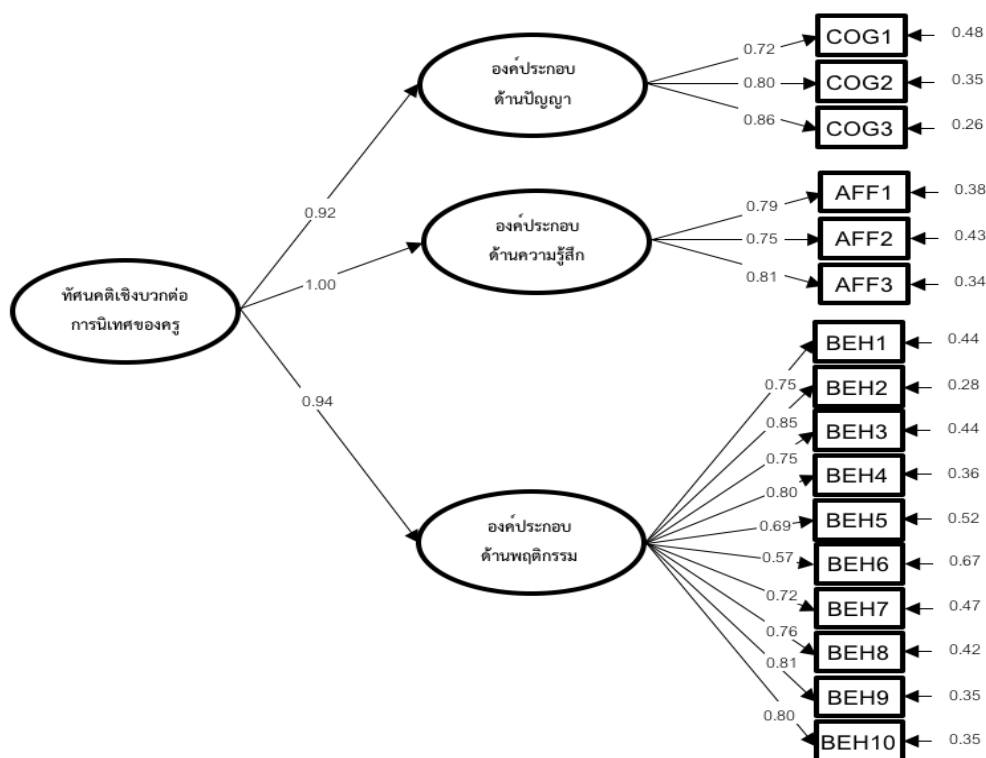 องค์ประกอบ
ด้านปัญญา
0.72
0.80
0.86
COG1
0.48
COG2
0.35
COG3
0.26
0.92
องค์ประกอบ
ด้านความรู้สึก
0.79
0.75
0.81
AFF1
0.38
AFF2
0.43
AFF3
0.34
1.00
ทัศนคติเชิงบวกต่อ
การนิเทศของครู
0.94
องค์ประกอบ
ด้านพฤติกรรม
0.75
0.85
0.75
0.80
0.69
0.57
0.72
0.76
0.81
0.80
BEH1
0.44
BEH2
0.28
BEH3
0.44
BEH4
0.36
BEH5
0.52
BEH6
0.67
BEH7
0.47
BEH8
0.42
BEH9
0.35
BEH10
0.35